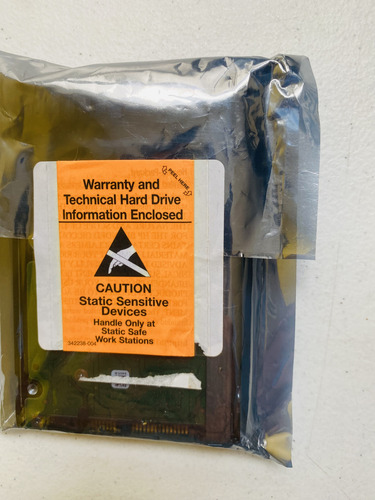 PEEL HERE
Warranty and
Technical Hard Drive
Information Enclosed
CAUTION
Static Sensitive
Devices
Handle Only at
Static Safe
Work Stations
342238-004